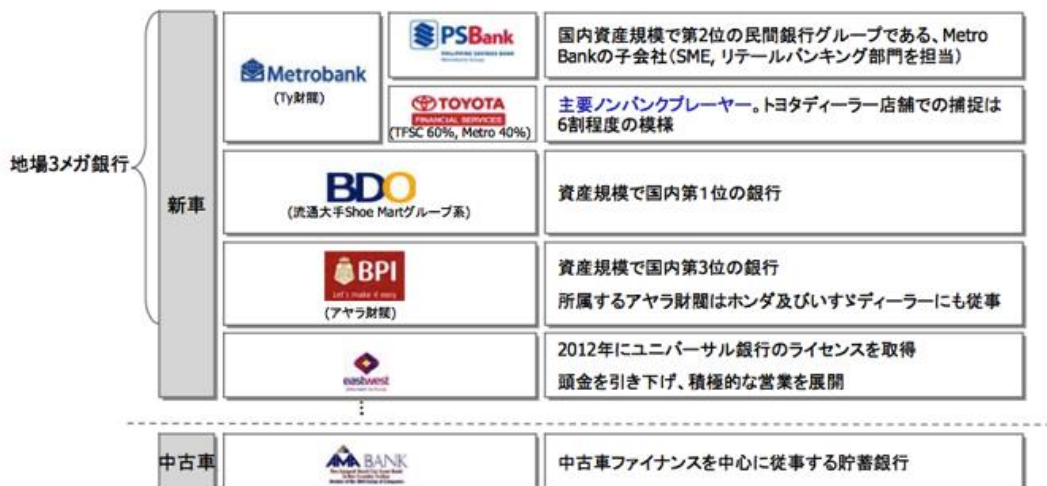 地場3メガ銀行
新車
Metrobank
(Ty財閥)
PSBank
PHILIPPINE SAVINGS BANK
国内資産規模で第2位の民間銀行グループである、Metro
Bankの子会社(SME, リテールバンキング部門を担当)
TOYOTA
FINANCIAL SERVICES
(TFSC 60%, Metro 40%)
主要ノンバンクプレーヤー。トヨタディーラー店舗での捕捉は
6割程度の模様
BDO
(流通大手Shoe Martグループ系)
資産規模で国内第1位の銀行
BPI
Let's make it easy
(アヤラ財閥)
資産規模で国内第3位の銀行
所属するアヤラ財閥はホンダ及びいすゞディーラーにも従事
eastwest
2012年にユニバーサル銀行のライセンスを取得
頭金を引き下げ、積極的な営業を展開
中古車
AMA BANK
中古車ファイナンスを中心に従事する貯蓄銀行